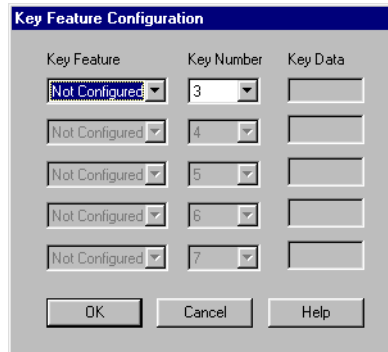 Key Feature Configuration
Key Feature Key Number Key Data
Not Configured 3
Not Configured 4
Not Configured 5
Not Configured 6
Not Configured 7
OK Cancel Help